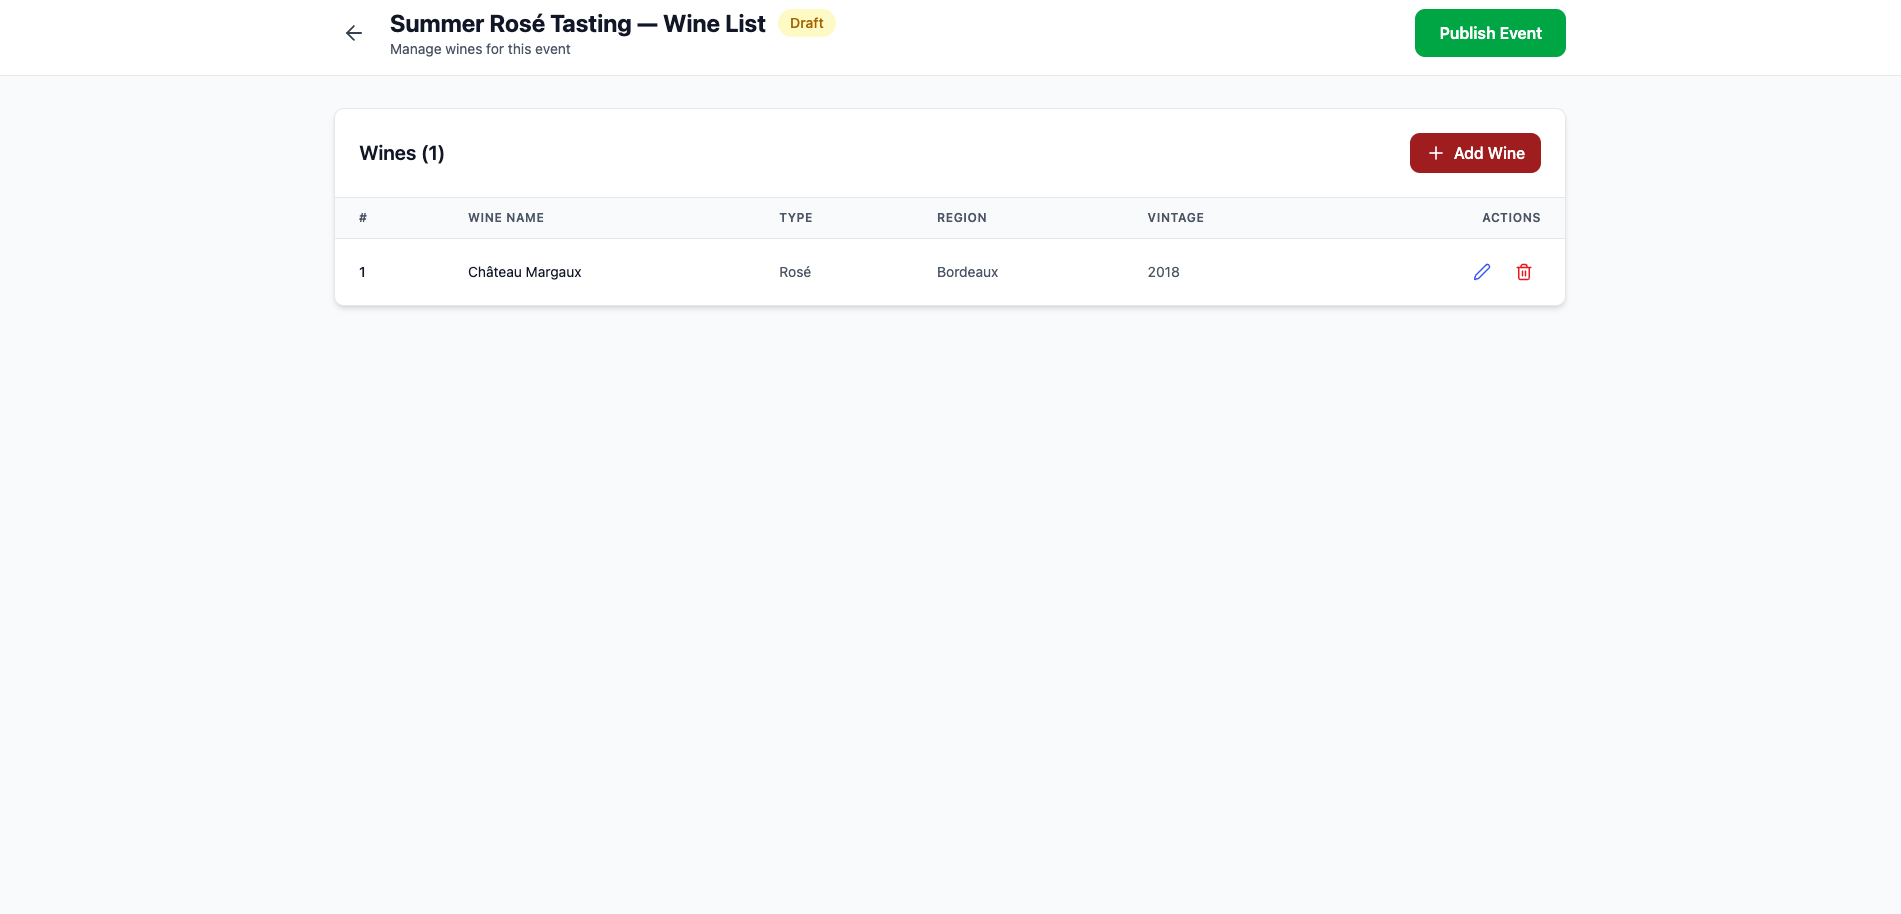 Summer Rosé Tasting — Wine List
Draft
Manage wines for this event
Publish Event
Wines (1)
Add Wine
# WINE NAME TYPE REGION VINTAGE ACTIONS
1 Château Margaux Rosé Bordeaux 2018